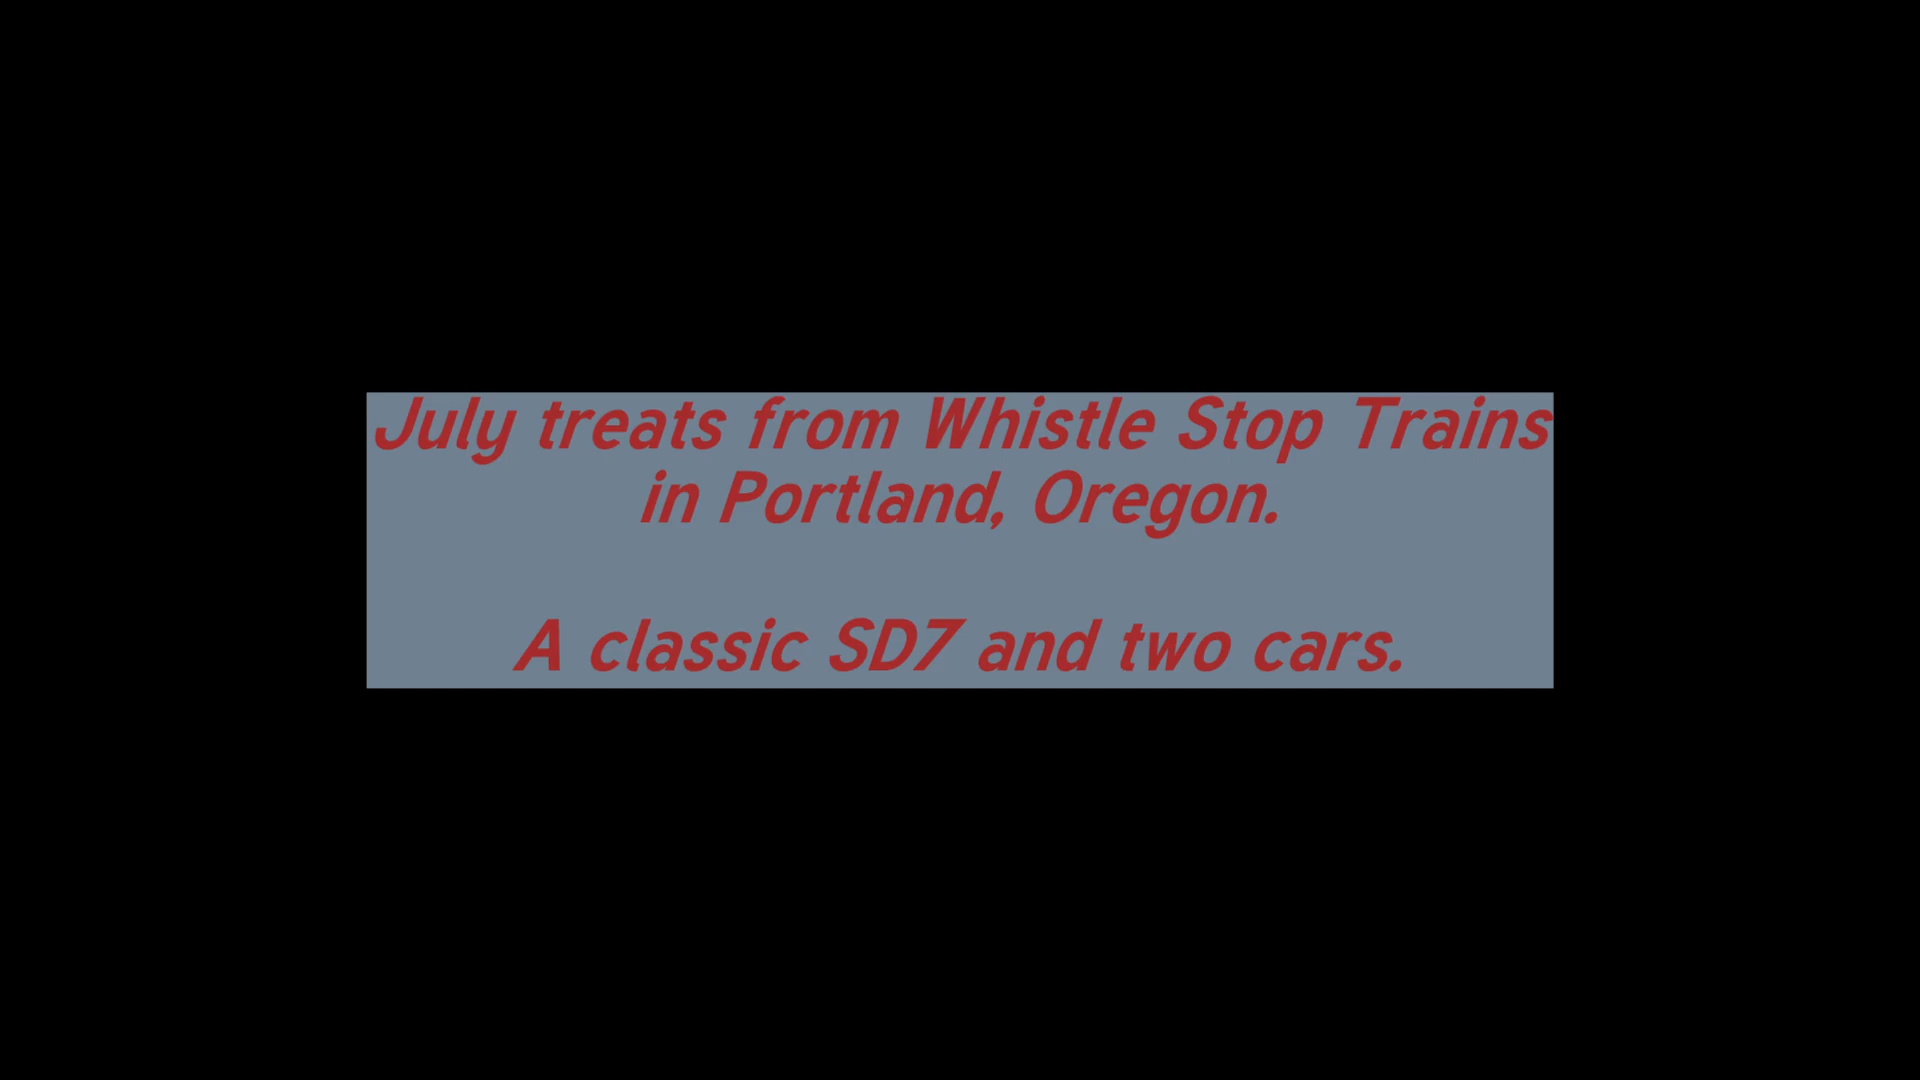 July treats from Whistle Stop Trains
in Portland, Oregon.
A classic SD7 and two cars.